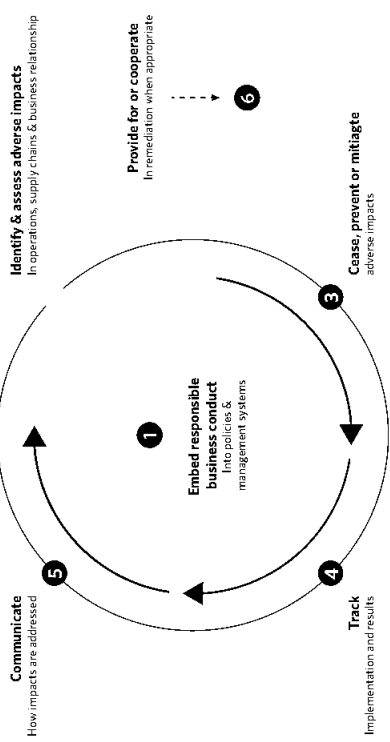 Communicate
How impacts are addressed
5
Identify & assess adverse impacts
In operations, supply chains & business relationship
1
Embed responsible
business conduct
Into policies &
management systems
Provide for or cooperate
In remediation when appropriate
6
4
Track
Implementation and results
3
Cease, prevent or mitiagte
adverse impacts